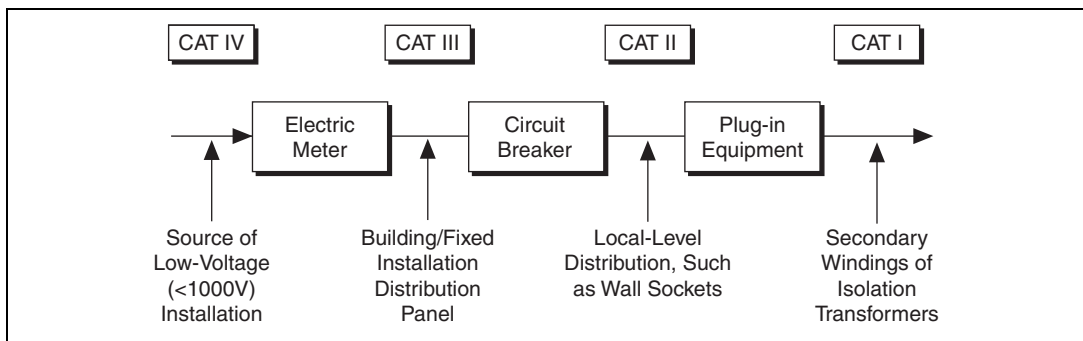 CAT IV
CAT III
CAT II
CAT I
Electric
Meter
Circuit
Breaker
Plug-in
Equipment
Source of
Low-Voltage
(<1000V)
Installation
Building/Fixed
Installation
Distribution
Panel
Local-Level
Distribution, Such
as Wall Sockets
Secondary
Windings of
Isolation
Transformers